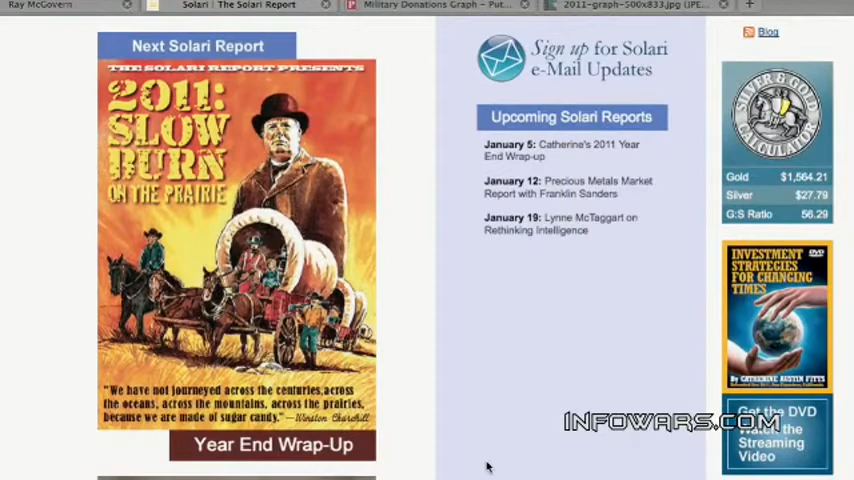 Ray McGovern
Solari | The Solari Report
Military Donations Graph - Put...
2011-graph-500x833.jpg (JPE...
Next Solari Report
THE SOLARI REPORT PRESENTS
2011:
SLOW
BURN
ON THE PRAIRIE
"We have not journeyed across the centuries,across
the oceans, across the mountains, across the prairies,
because we are made of sugar candy."—Winston Churchill
Year End Wrap-Up
Sign up for Solari
e-Mail Updates
Upcoming Solari Reports
January 5: Catherine's 2011 Year
End Wrap-up
January 12: Precious Metals Market
Report with Franklin Sanders
January 19: Lynne McTaggart on
Rethinking Intelligence
Blog
SILVER & GOLD
CALCULATOR
Gold $1,564.21
Silver $27.79
G:S Ratio 56.29
DVD
INVESTMENT
STRATEGIES
FOR CHANGING
TIMES
By CATHERINE AUSTIN FITTS
Get the DVD
Watch the
Streaming
Video
INFOWARS.COM